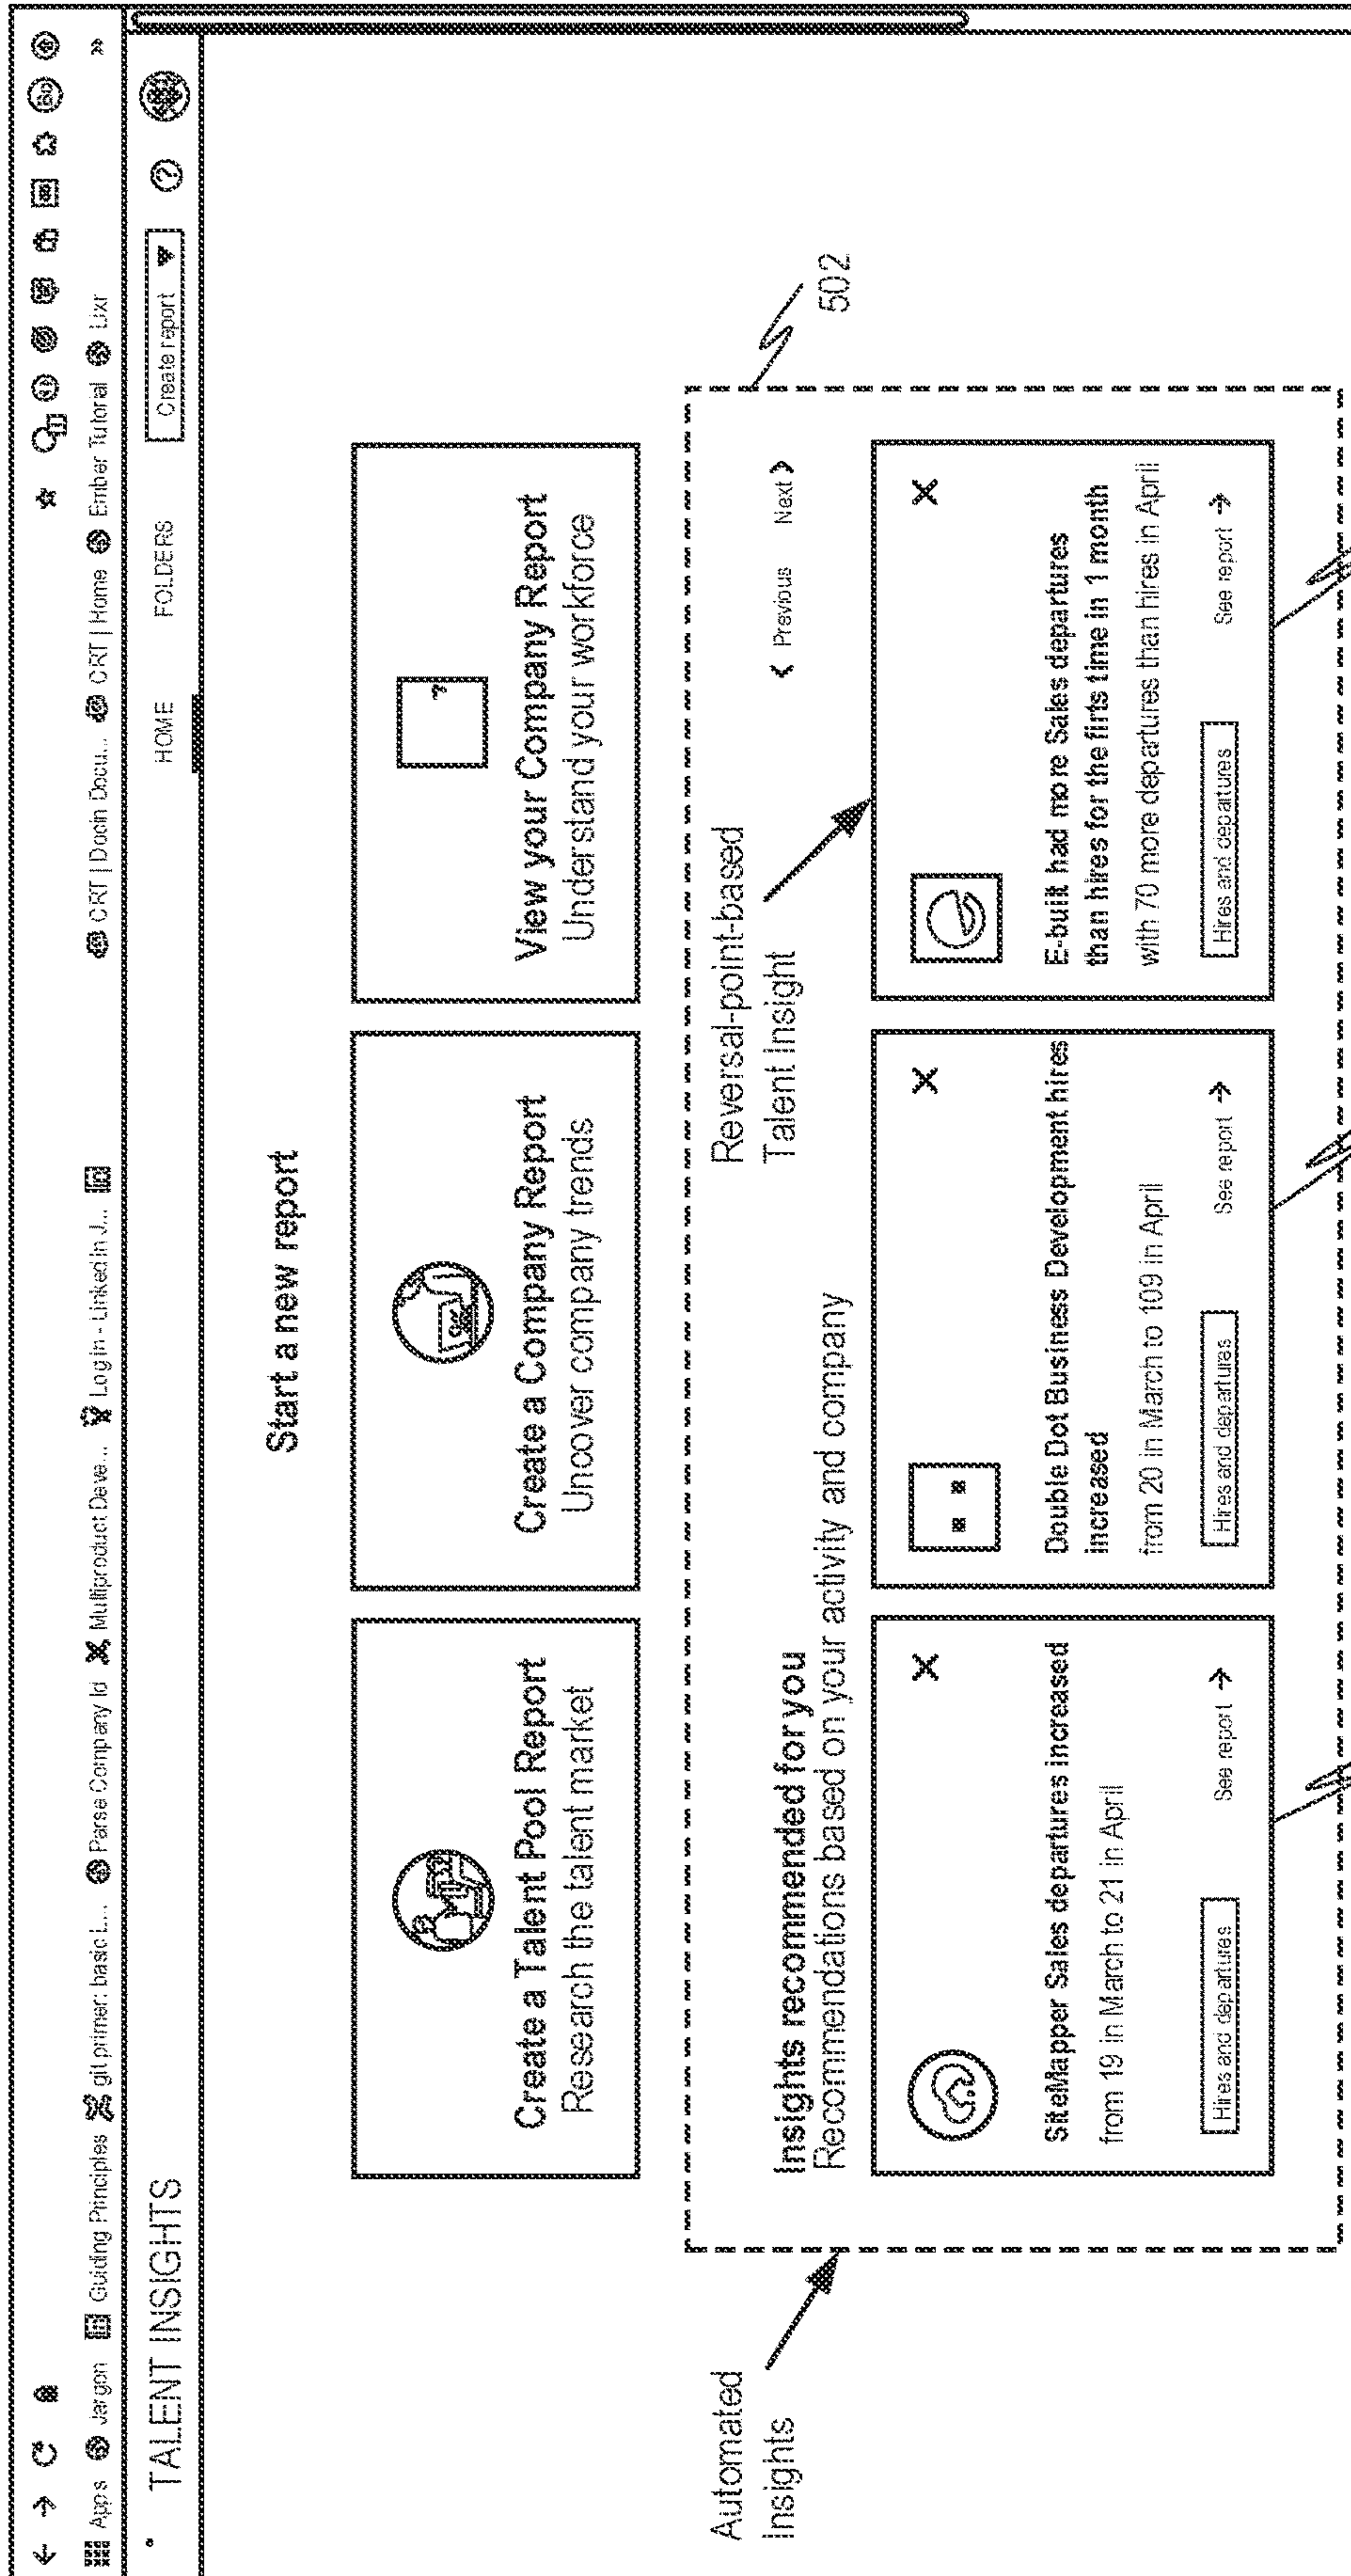 Apps Jargon Guiding Principles git primer: basic L... Parse Company Id Multiproduct Deve... Login - LinkedIn J... CRT | Docin Docu... CRT | Home Ember Tutorial Lixr »
TALENT INSIGHTS HOME FOLDERS Create report
Start a new report
Create a Talent Pool Report
Research the talent market
Create a Company Report
Uncover company trends
View your Company Report
Understand your workforce
502
Automated
Insights
Reversal-point-based
Talent Insight
Insights recommended for you
Recommendations based on your activity and company
Previous Next
SiteMapper Sales departures increased
from 19 in March to 21 in April
Hires and departures See report
Double Dot Business Development hires
increased
from 20 in March to 109 in April
Hires and departures See report
E-built had more Sales departures
than hires for the firts time in 1 month
with 70 more departures than hires in April
Hires and departures See report